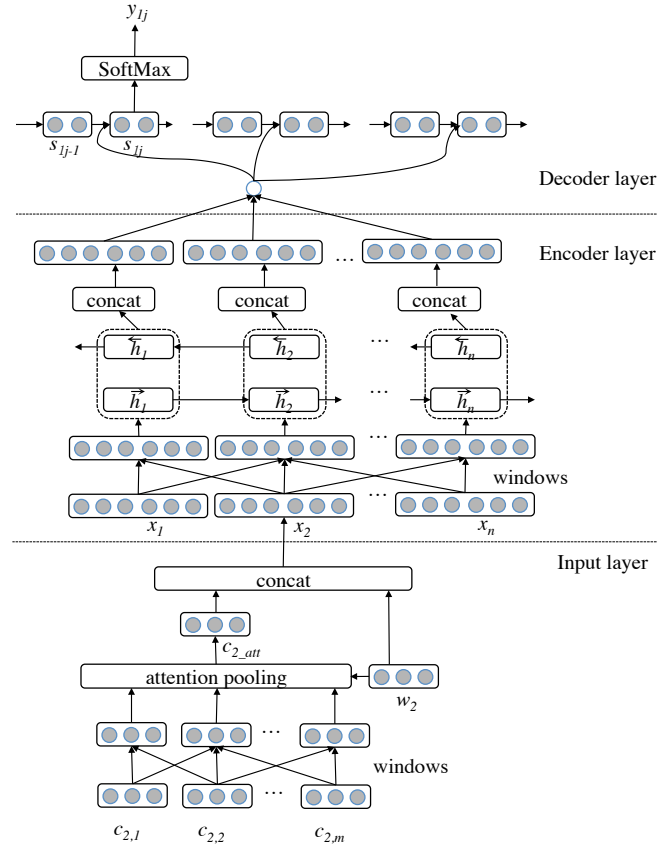 y1j
SoftMax
s1j-1 s1j
Decoder layer
Encoder layer
...
concat concat concat
...
←h1 ←h2 ←hn
...
→h1 →h2 →hn
...
windows
...
x1 x2 xn
Input layer
concat
c2_att
attention pooling
w2
...
windows
...
c2,1 c2,2 c2,m